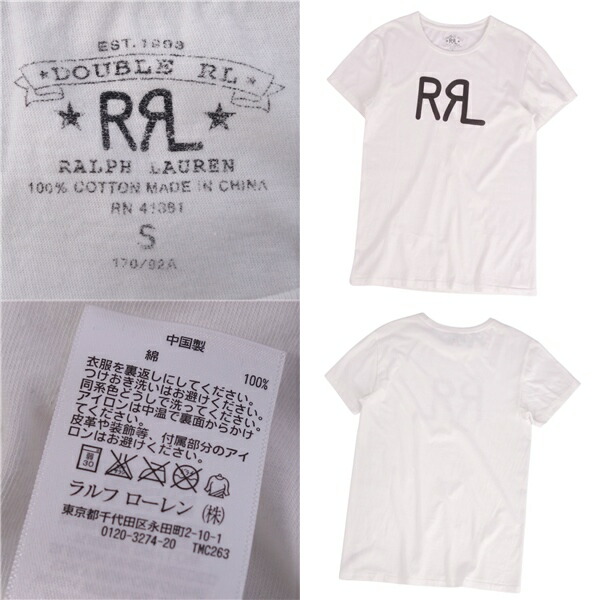 EST. 1993
★ DOUBLE RL ★
★ RRL ★
RALPH LAUREN
100% COTTON MADE IN CHINA
RN 41381
S
170/92A
RRL
RRL
中国製
綿 100%
衣服を裏返しにしてください。
つけおき洗いはお避けください。
同系色どうしで洗ってください。
アイロンは中温で裏面からかけ
てください。
皮革や装飾等、付属部分のアイ
ロンはお避けください。
弱
30
ラルフ ローレン (株)
東京都千代田区永田町2-10-1
0120-3274-20 TMC263